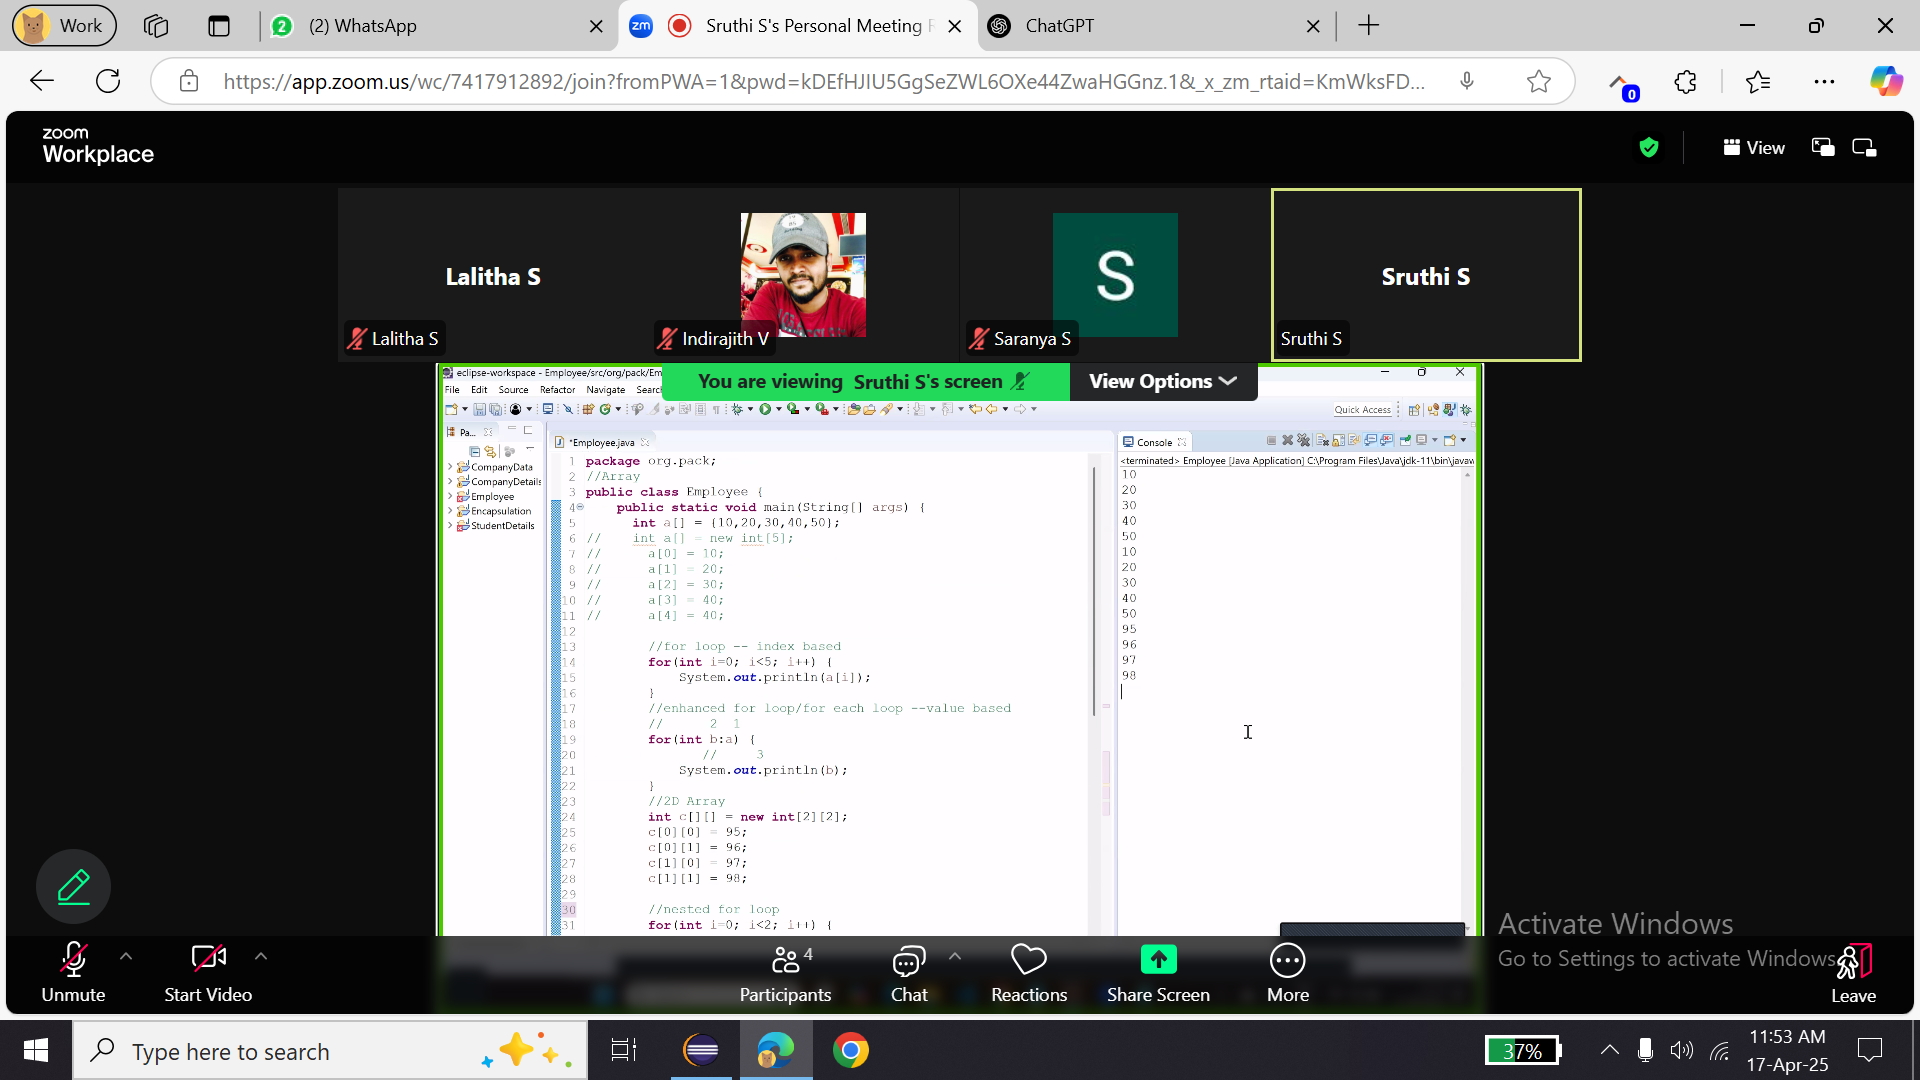 Work
(2) WhatsApp
zm
Sruthi S's Personal Meeting
ChatGPT
https://app.zoom.us/wc/7417912892/join?fromPWA=1&pwd=kDEfHJIU5GgSeZWL6OXe44ZwaHGGnz.1&_x_zm_rtaid=KmWksFD...
0
zoom
Workplace
View
Lalitha S
S
Sruthi S
Lalitha S
Indirajith V
Saranya S
Sruthi S
eclipse-workspace - Employee/src/org/pack/Em
You are viewing Sruthi S's screen
View Options
File Edit Source Refactor Navigate Search
Quick Access
Pa...
*Employee.java
Console
CompanyData
CompanyDetails
Employee
Encapsulation
StudentDetails
1 package org.pack;
2 //Array
3 public class Employee {
4 public static void main(String[] args) {
5 int a[] = {10,20,30,40,50};
6 // int a[] = new int[5];
7 // a[0] = 10;
8 // a[1] = 20;
9 // a[2] = 30;
10 // a[3] = 40;
11 // a[4] = 40;
12
13 //for loop -- index based
14 for(int i=0; i<5; i++) {
15 System.out.println(a[i]);
16 }
17 //enhanced for loop/for each loop --value based
18 // 2 1
19 for(int b:a) {
20 // 3
21 System.out.println(b);
22 }
23 //2D Array
24 int c[][] = new int[2][2];
25 c[0][0] = 95;
26 c[0][1] = 96;
27 c[1][0] = 97;
28 c[1][1] = 98;
29
30 //nested for loop
31 for(int i=0; i<2; i++) {
<terminated> Employee [Java Application] C:\Program Files\Java\jdk-11\bin\javaw
10
20
30
40
50
10
20
30
40
50
95
96
97
98
Activate Windows
Go to Settings to activate Windows
Unmute
Start Video
4
Participants
Chat
Reactions
Share Screen
More
Leave
Type here to search
37%
11:53 AM
17-Apr-25